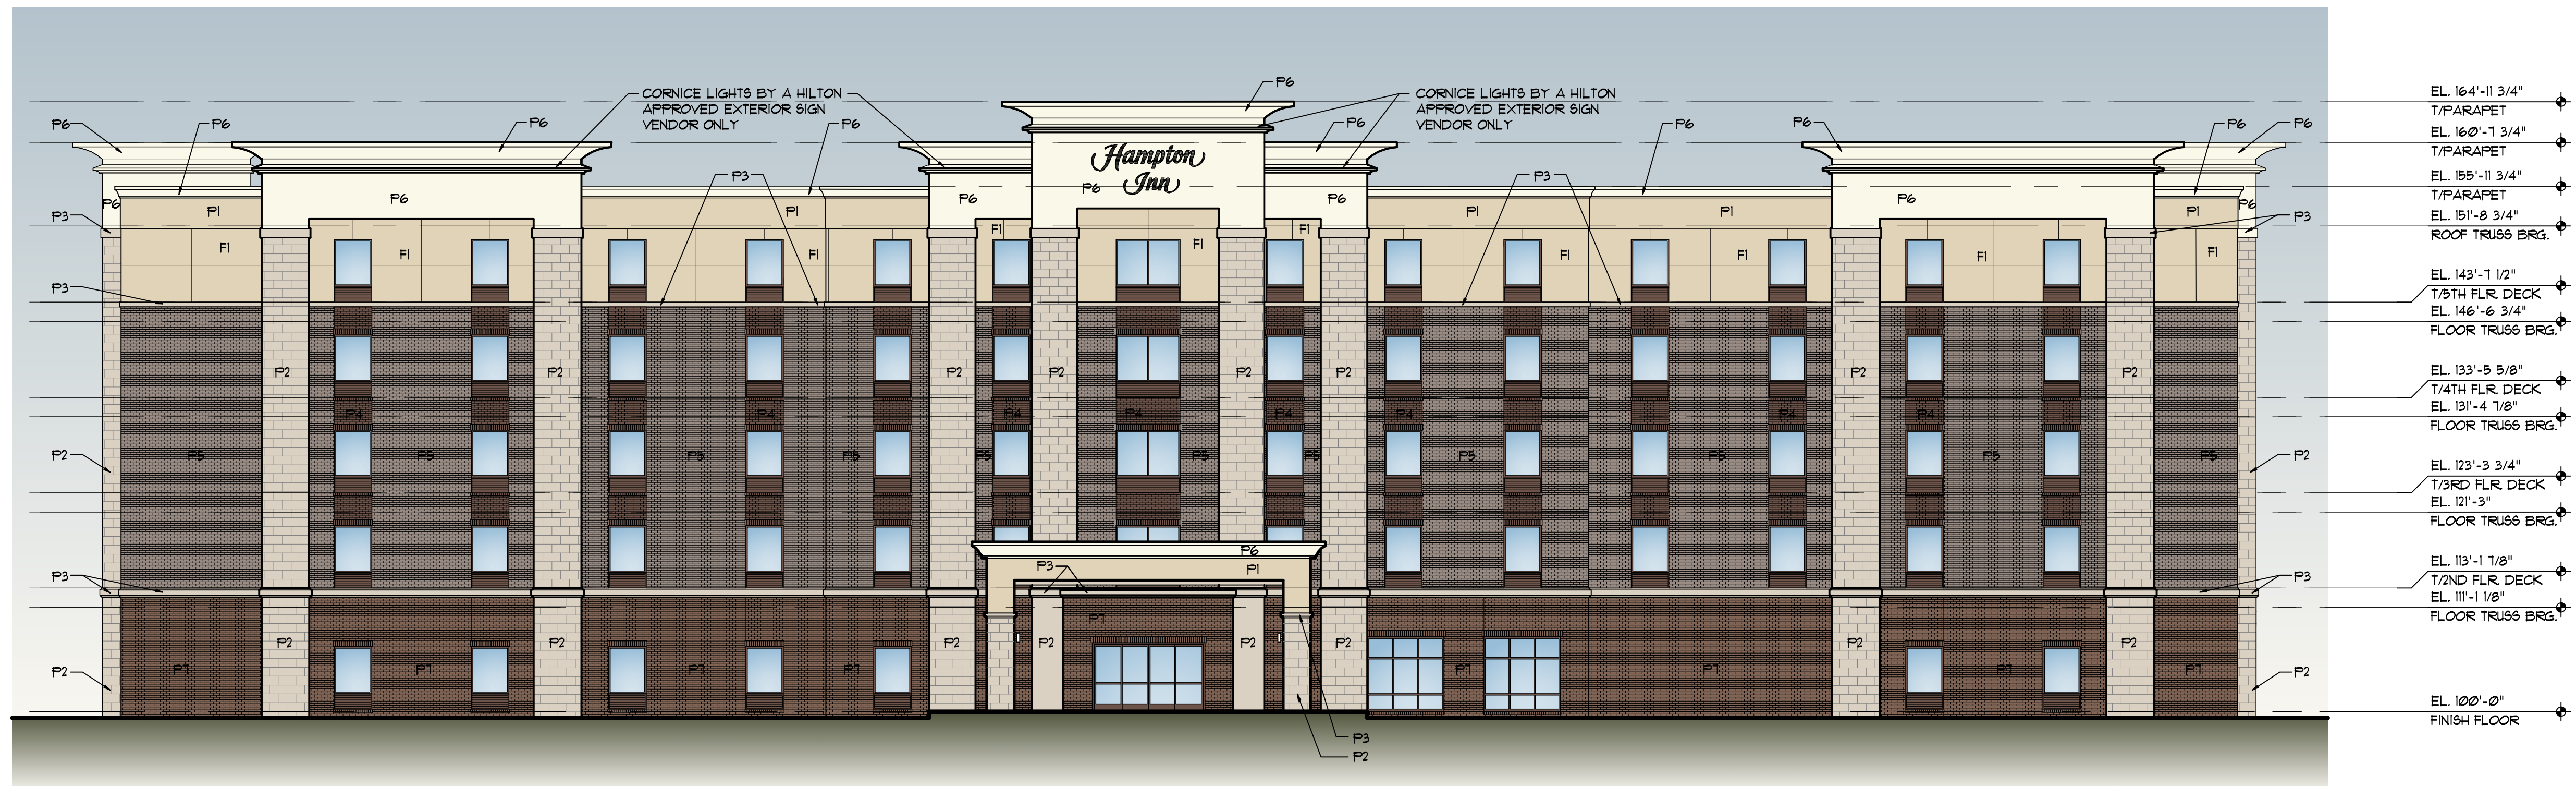 P6
CORNICE LIGHTS BY A HILTON
APPROVED EXTERIOR SIGN
VENDOR ONLY
CORNICE LIGHTS BY A HILTON
APPROVED EXTERIOR SIGN
VENDOR ONLY
P6 P6 P6 P6 P6 P6 P6 P6 P6
Hampton
Inn
P3 P3
P6 P6 P6 P6 P6 P6 P6
P3 P1 P1 P1 P1 P1 P3
F1 F1 F1 F1 F1 F1 F1 F1 F1
P3
P2 P2 P2 P2 P2 P2 P2 P2
P4 P4 P4 P4 P4 P4 P4 P4
P2 P5 P5 P5 P5 P5 P5 P5 P5 P5 P5 P5 P2
P6
P3 P3 P1 P3
P7
P2 P2 P2 P2 P2 P2 P2 P2
P2 P7 P7 P7 P7 P7 P7 P7 P7 P2
P3
P2
EL. 164'-11 3/4"
T/PARAPET
EL. 160'-7 3/4"
T/PARAPET
EL. 155'-11 3/4"
T/PARAPET
EL. 151'-8 3/4"
ROOF TRUSS BRG.
EL. 143'-7 1/2"
T/5TH FLR. DECK
EL. 146'-6 3/4"
FLOOR TRUSS BRG.
EL. 133'-5 5/8"
T/4TH FLR. DECK
EL. 131'-4 7/8"
FLOOR TRUSS BRG.
EL. 123'-3 3/4"
T/3RD FLR. DECK
EL. 121'-3"
FLOOR TRUSS BRG.
EL. 113'-1 7/8"
T/2ND FLR. DECK
EL. 111'-1 1/8"
FLOOR TRUSS BRG.
EL. 100'-0"
FINISH FLOOR